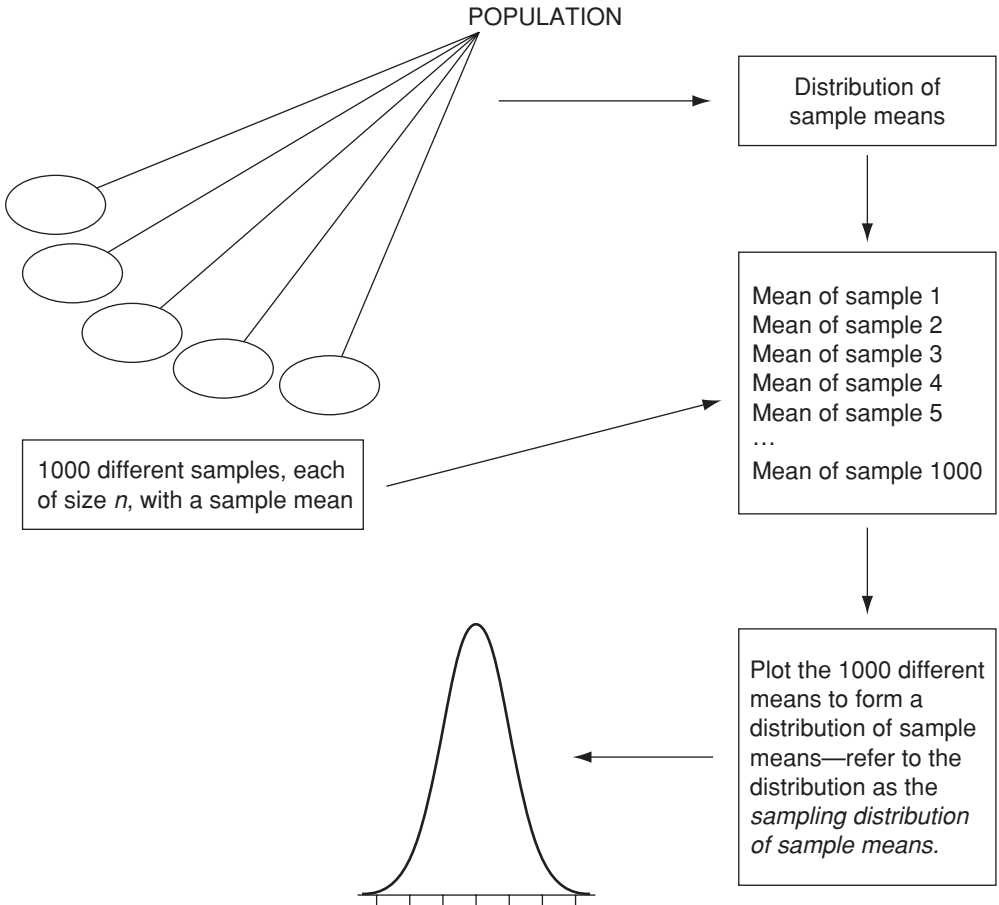 POPULATION
Distribution of
sample means
Mean of sample 1
Mean of sample 2
Mean of sample 3
Mean of sample 4
Mean of sample 5
…
Mean of sample 1000
1000 different samples, each
of size n, with a sample mean
Plot the 1000 different
means to form a
distribution of sample
means—refer to the
distribution as the
sampling distribution
of sample means.